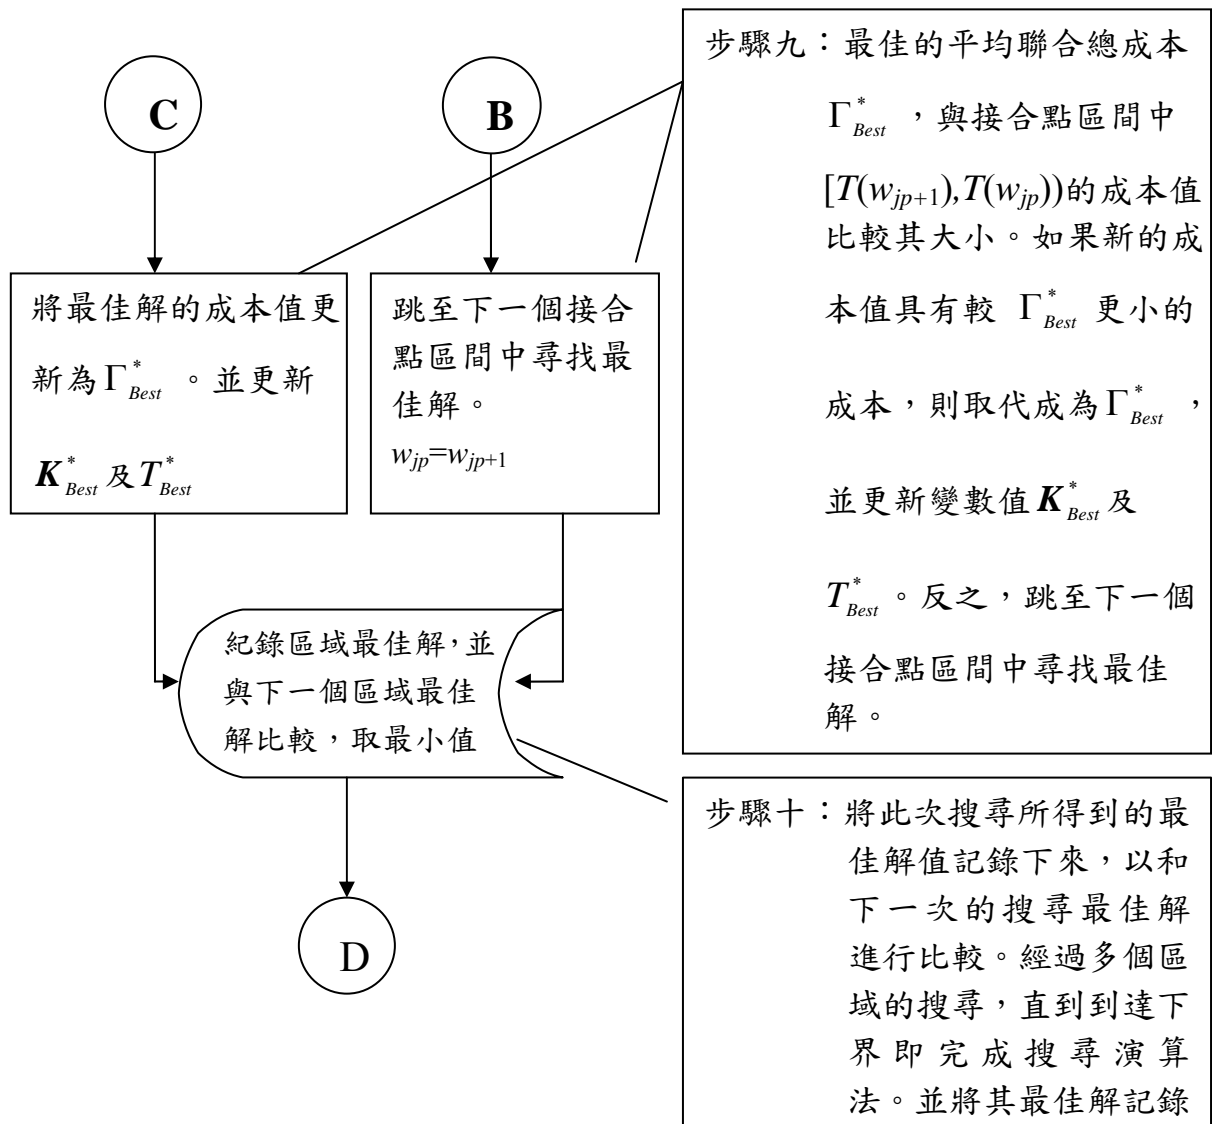 C
B
將最佳解的成本值更
新為Γ*Best 。並更新
K*Best及T*Best
跳至下一個接合
點區間中尋找最
佳解。
wjp=wjp+1
紀錄區域最佳解,並
與下一個區域最佳
解比較,取最小值
D
步驟九:最佳的平均聯合總成本
Γ*Best ,與接合點區間中
[T(wjp+1),T(wjp))的成本值
比較其大小。如果新的成
本值具有較 Γ*Best 更小的
成本,則取代成為Γ*Best ,
並更新變數值K*Best及
T*Best。反之,跳至下一個
接合點區間中尋找最佳
解。
步驟十:將此次搜尋所得到的最
佳解值記錄下來,以和
下一次的搜尋最佳解
進行比較。經過多個區
域的搜尋,直到到達下
界即完成搜尋演算
法。並將其最佳解記錄